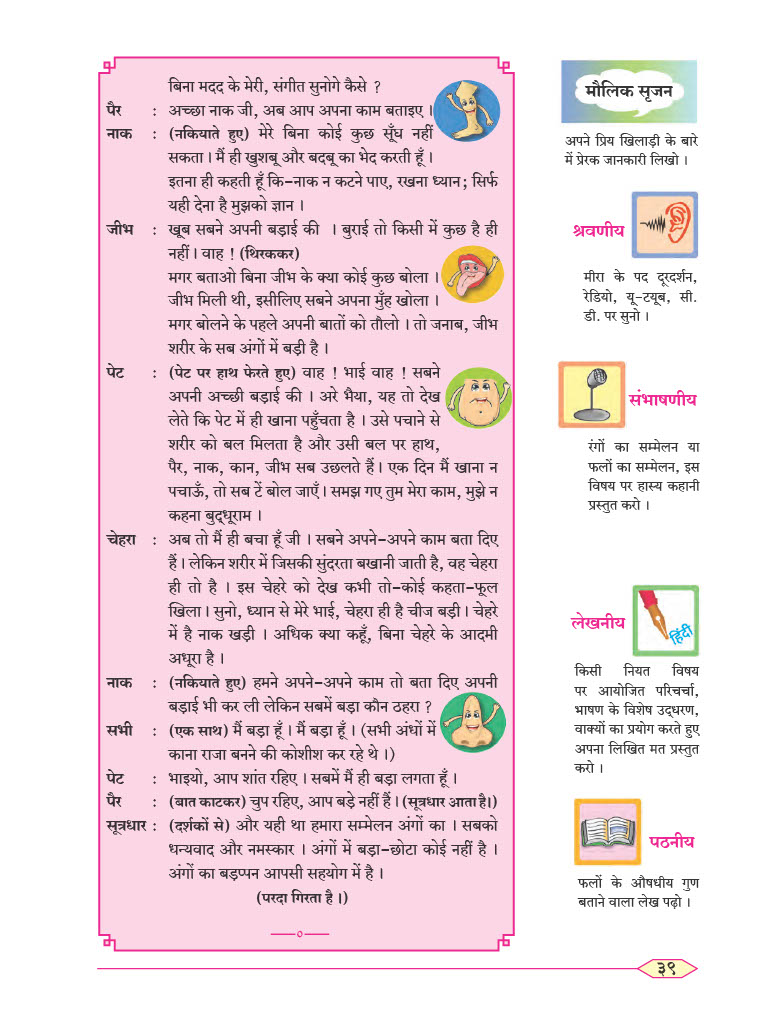 बिना मदद के मेरी, संगीत सुनोगे कैसे ?
पैर : अच्छा नाक जी, अब आप अपना काम बताइए ।
नाक : (नकियाते हुए) मेरे बिना कोई कुछ सूँघ नहीं
सकता । मैं ही खुशबू और बदबू का भेद करती हूँ ।
इतना ही कहती हूँ कि-नाक न कटने पाए, रखना ध्यान; सिर्फ
यही देना है मुझको ज्ञान ।
जीभ : खूब सबने अपनी बड़ाई की । बुराई तो किसी में कुछ है ही
नहीं । वाह ! (थिरककर)
मगर बताओ बिना जीभ के क्या कोई कुछ बोला ।
जीभ मिली थी, इसीलिए सबने अपना मुँह खोला ।
मगर बोलने के पहले अपनी बातों को तौलो । तो जनाब, जीभ
शरीर के सब अंगों में बड़ी है ।
पेट : (पेट पर हाथ फेरते हुए) वाह ! भाई वाह ! सबने
अपनी अच्छी बड़ाई की । अरे भैया, यह तो देख
लेते कि पेट में ही खाना पहुँचता है । उसे पचाने से
शरीर को बल मिलता है और उसी बल पर हाथ,
पैर, नाक, कान, जीभ सब उछलते हैं । एक दिन मैं खाना न
पचाऊँ, तो सब टें बोल जाएँ । समझ गए तुम मेरा काम, मुझे न
कहना बुद्धूराम ।
चेहरा : अब तो मैं ही बचा हूँ जी । सबने अपने-अपने काम बता दिए
हैं । लेकिन शरीर में जिसकी सुंदरता बखानी जाती है, वह चेहरा
ही तो है । इस चेहरे को देख कभी तो-कोई कहता-फूल
खिला । सुनो, ध्यान से मेरे भाई, चेहरा ही है चीज बड़ी । चेहरे
में है नाक खड़ी । अधिक क्या कहूँ, बिना चेहरे के आदमी
अधूरा है ।
नाक : (नकियाते हुए) हमने अपने-अपने काम तो बता दिए अपनी
बड़ाई भी कर ली लेकिन सबमें बड़ा कौन ठहरा ?
सभी : (एक साथ) मैं बड़ा हूँ । मैं बड़ा हूँ । (सभी अंधों में
काना राजा बनने की कोशीश कर रहे थे ।)
पेट : भाइयो, आप शांत रहिए । सबमें मैं ही बड़ा लगता हूँ ।
पैर : (बात काटकर) चुप रहिए, आप बड़े नहीं हैं । (सूत्रधार आता है।)
सूत्रधार : (दर्शकों से) और यही था हमारा सम्मेलन अंगों का । सबको
धन्यवाद और नमस्कार । अंगों में बड़ा-छोटा कोई नहीं है ।
अंगों का बड़प्पन आपसी सहयोग में है ।
(परदा गिरता है ।)
मौलिक सृजन
अपने प्रिय खिलाड़ी के बारे
में प्रेरक जानकारी लिखो ।
श्रवणीय
मीरा के पद दूरदर्शन,
रेडियो, यू-ट्यूब, सी.
डी. पर सुनो ।
संभाषणीय
रंगों का सम्मेलन या
फलों का सम्मेलन, इस
विषय पर हास्य कहानी
प्रस्तुत करो ।
लेखनीय
हिंदी
किसी नियत विषय
पर आयोजित परिचर्चा,
भाषण के विशेष उद्धरण,
वाक्यों का प्रयोग करते हुए
अपना लिखित मत प्रस्तुत
करो ।
पठनीय
फलों के औषधीय गुण
बताने वाला लेख पढ़ो ।
३९